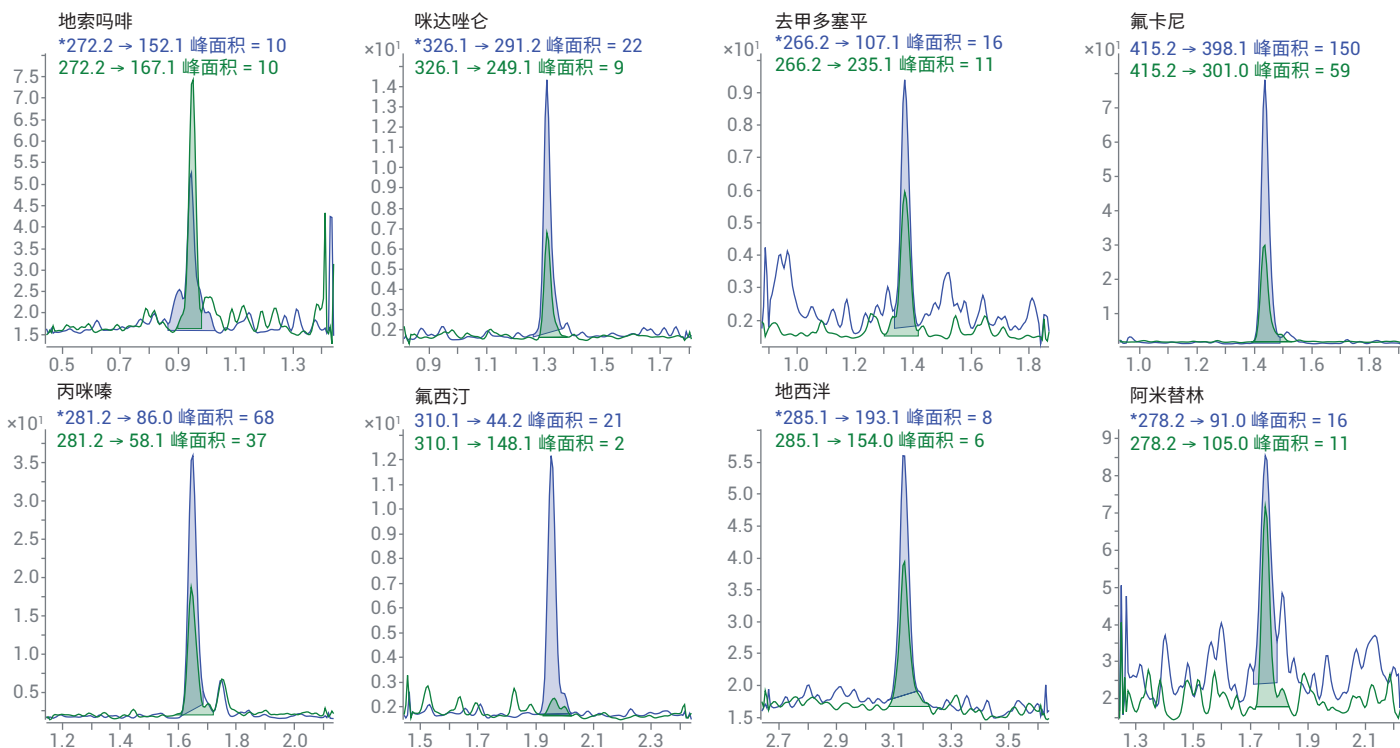 地索吗啡
*272.2 → 152.1 峰面积 = 10
272.2 → 167.1 峰面积 = 10
7.5
7.0
6.5
6.0
5.5
5.0
4.5
4.0
3.5
3.0
2.5
2.0
1.5
0.5 0.7 0.9 1.1 1.3
咪达唑仑
*326.1 → 291.2 峰面积 = 22
326.1 → 249.1 峰面积 = 9
×10¹
1.4
1.3
1.2
1.1
1.0
0.9
0.8
0.7
0.6
0.5
0.4
0.3
0.2
0.9 1.1 1.3 1.5 1.7
去甲多塞平
*266.2 → 107.1 峰面积 = 16
266.2 → 235.1 峰面积 = 11
×10¹
0.9
0.8
0.7
0.6
0.5
0.4
0.3
0.2
1.0 1.2 1.4 1.6 1.8
氟卡尼
415.2 → 398.1 峰面积 = 150
415.2 → 301.0 峰面积 = 59
×10¹
7
6
5
4
3
2
1
1.0 1.2 1.4 1.6 1.8
丙咪嗪
*281.2 → 86.0 峰面积 = 68
281.2 → 58.1 峰面积 = 37
×10¹
3.5
3.0
2.5
2.0
1.5
1.0
0.5
1.2 1.4 1.6 1.8 2.0
氟西汀
310.1 → 44.2 峰面积 = 21
310.1 → 148.1 峰面积 = 2
×10¹
1.2
1.1
1.0
0.9
0.8
0.7
0.6
0.5
0.4
0.3
0.2
1.5 1.7 1.9 2.1 2.3
地西泮
*285.1 → 193.1 峰面积 = 8
285.1 → 154.0 峰面积 = 6
5.5
5.0
4.5
4.0
3.5
3.0
2.5
2.0
1.5
2.7 2.9 3.1 3.3 3.5
阿米替林
*278.2 → 91.0 峰面积 = 16
278.2 → 105.0 峰面积 = 11
9
8
7
6
5
4
3
2
1.3 1.5 1.7 1.9 2.1